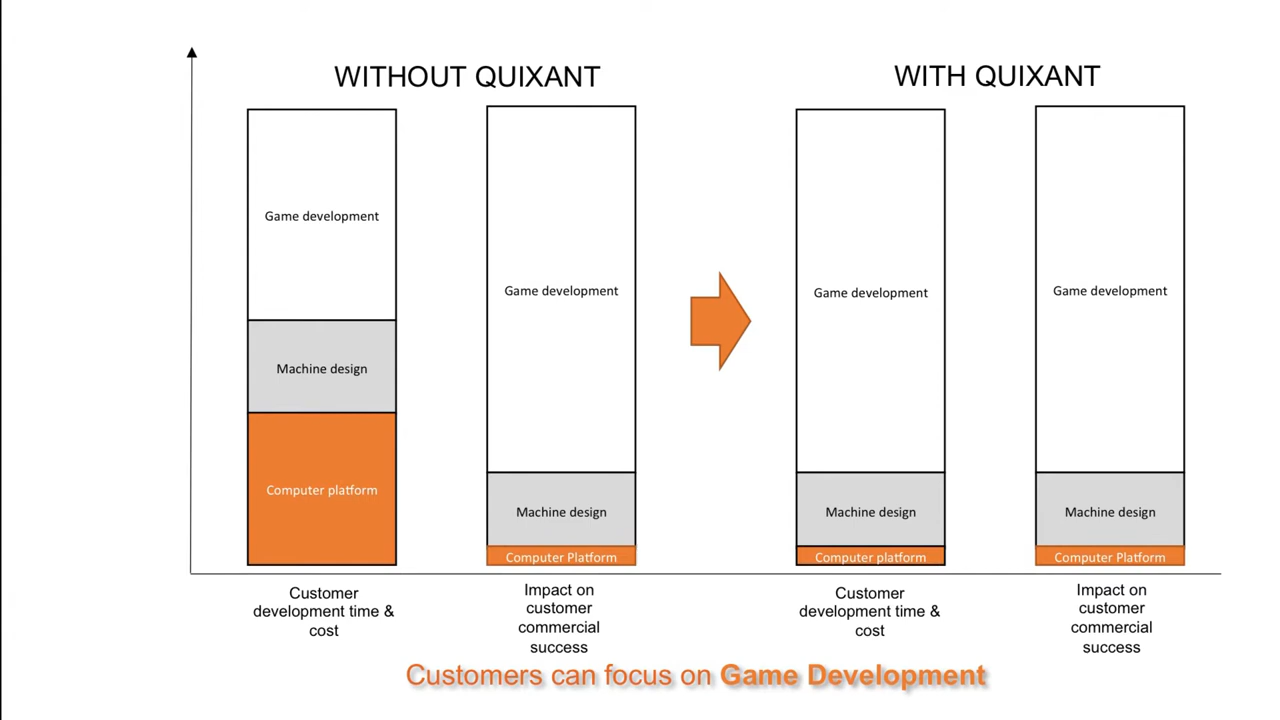 WITHOUT QUIXANT
WITH QUIXANT
Game development
Machine design
Computer platform
Game development
Machine design
Computer Platform
Game development
Machine design
Computer platform
Game development
Machine design
Computer Platform
Customer
development time &
cost
Impact on
customer
commercial
success
Customer
development time &
cost
Impact on
customer
commercial
success
Customers can focus on Game Development